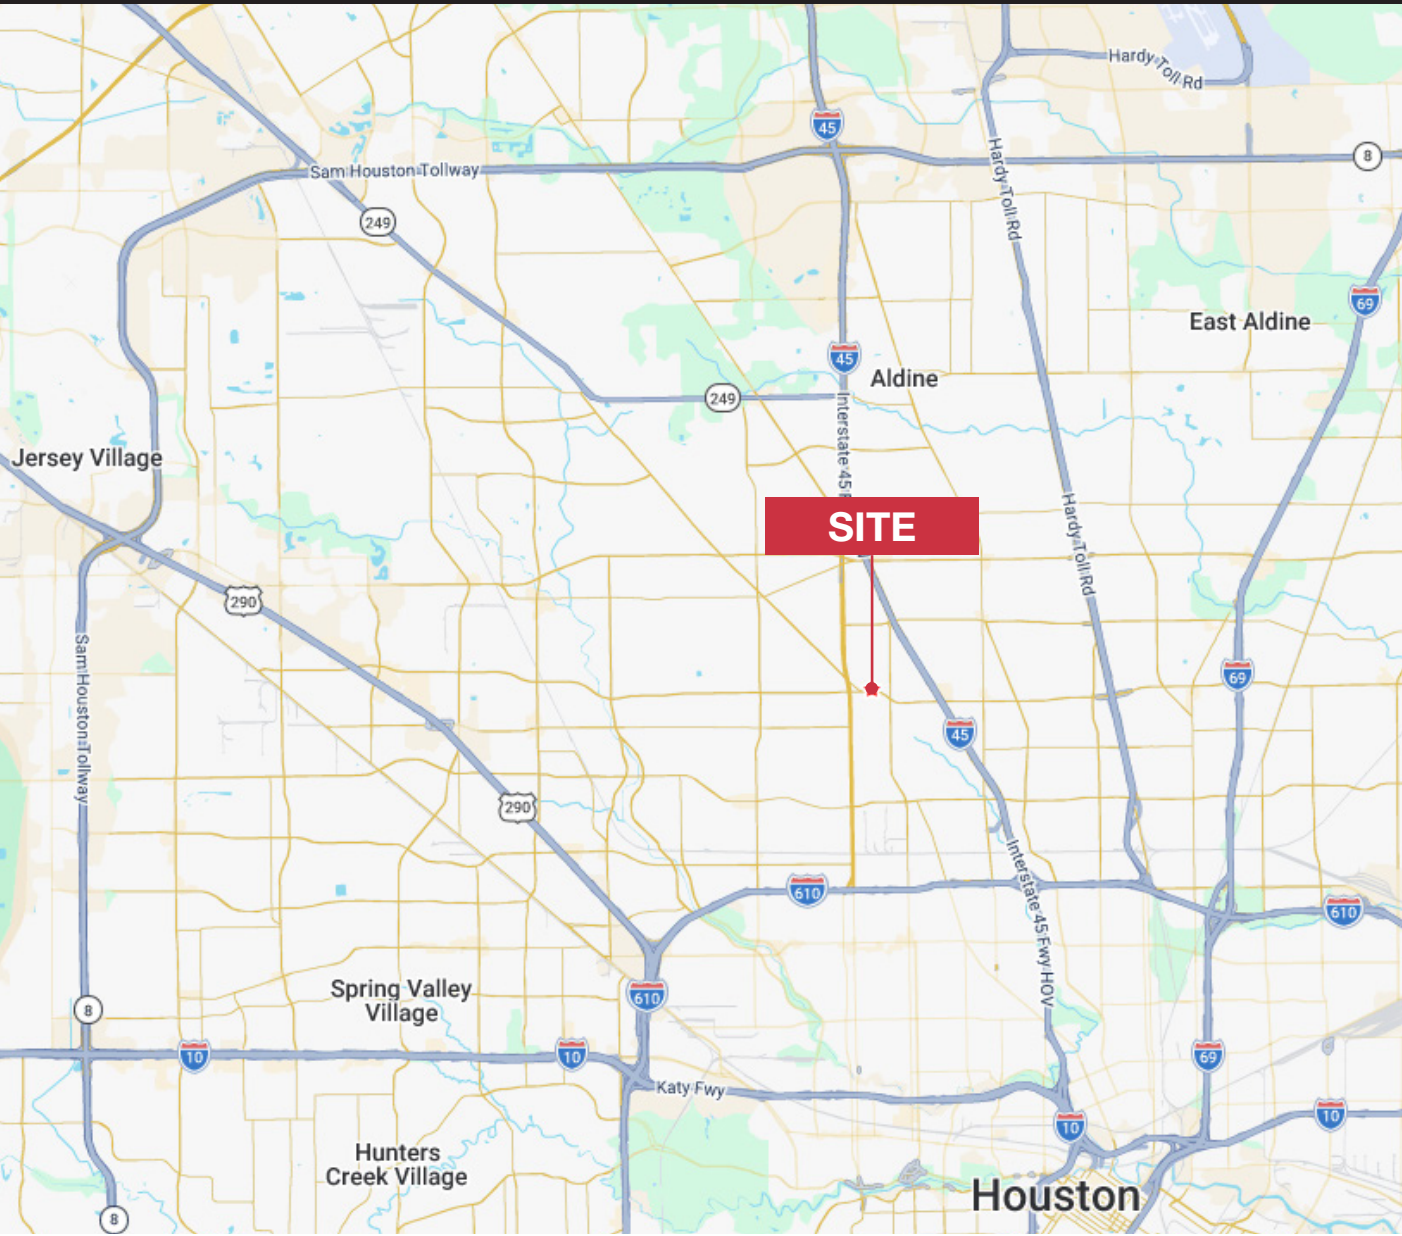 Hardy Toll Rd
45
8
Sam Houston Tollway
Hardy Toll Rd
249
69
East Aldine
45
Aldine
249
Interstate 45 F
Jersey Village
SITE
Hardy Toll Rd
290
Sam Houston Tollway
69
45
290
Interstate 45 Fwy HOV
610
610
Spring Valley
Village
610
8
10
10
69
Katy Fwy
10
10
Hunters
Creek Village
Houston
8